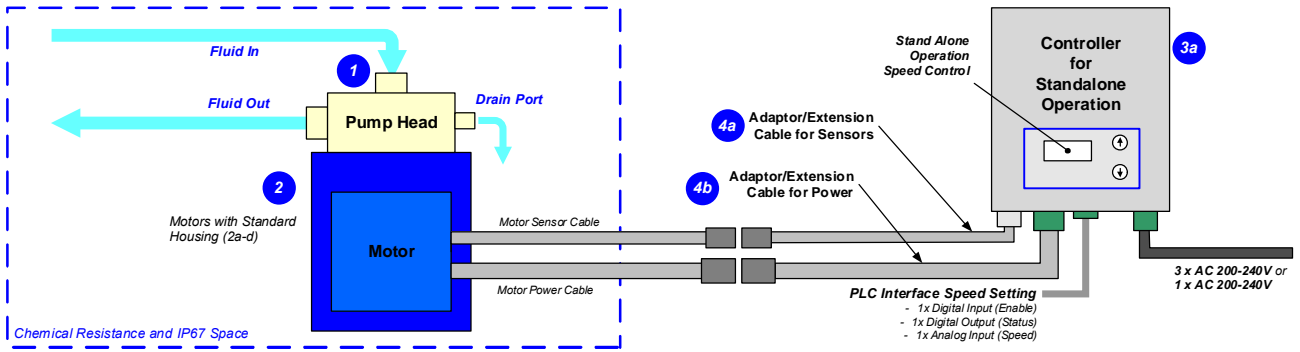 Fluid In
1
Fluid Out
Drain Port
Pump Head
2
Motors with Standard
Housing (2a-d)
Motor
Motor Sensor Cable
Motor Power Cable
Chemical Resistance and IP67 Space
4a
Adaptor/Extension
Cable for Sensors
4b
Adaptor/Extension
Cable for Power
Stand Alone
Operation
Speed Control
Controller
for
Standalone
Operation
3a
PLC Interface Speed Setting
- 1x Digital Input (Enable)
- 1x Digital Output (Status)
- 1x Analog Input (Speed)
3 x AC 200-240V or
1 x AC 200-240V